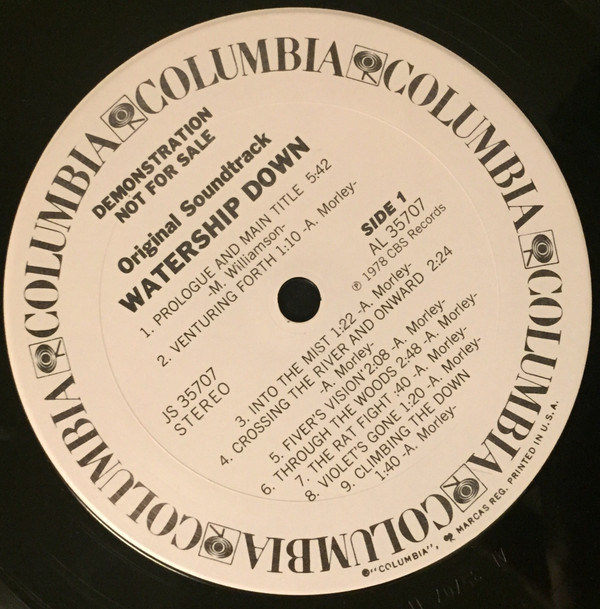 COLUMBIA COLUMBIA COLUMBIA COLUMBIA COLUMBIA COLUMBIA COLUMBIA
DEMONSTRATION
NOT FOR SALE
Original Soundtrack
WATERSHIP DOWN
1. PROLOGUE AND MAIN TITLE 5:42
-M. Williamson-
2. VENTURING FORTH 1:10 -A. Morley-
SIDE 1
AL 35707
℗ 1978 CBS Records
JS 35707
STEREO
3. INTO THE MIST 1:22 -A. Morley-
4. CROSSING THE RIVER AND ONWARD 2:24
-A. Morley-
5. FIVER'S VISION 2:08 -A. Morley-
6. THROUGH THE WOODS 2:48 -A. Morley-
7. THE RAT FIGHT :40 -A. Morley-
8. VIOLET'S GONE 1:20 -A. Morley-
9. CLIMBING THE DOWN
1:40 -A. Morley-
"COLUMBIA", MARCAS REG. PRINTED IN U.S.A.